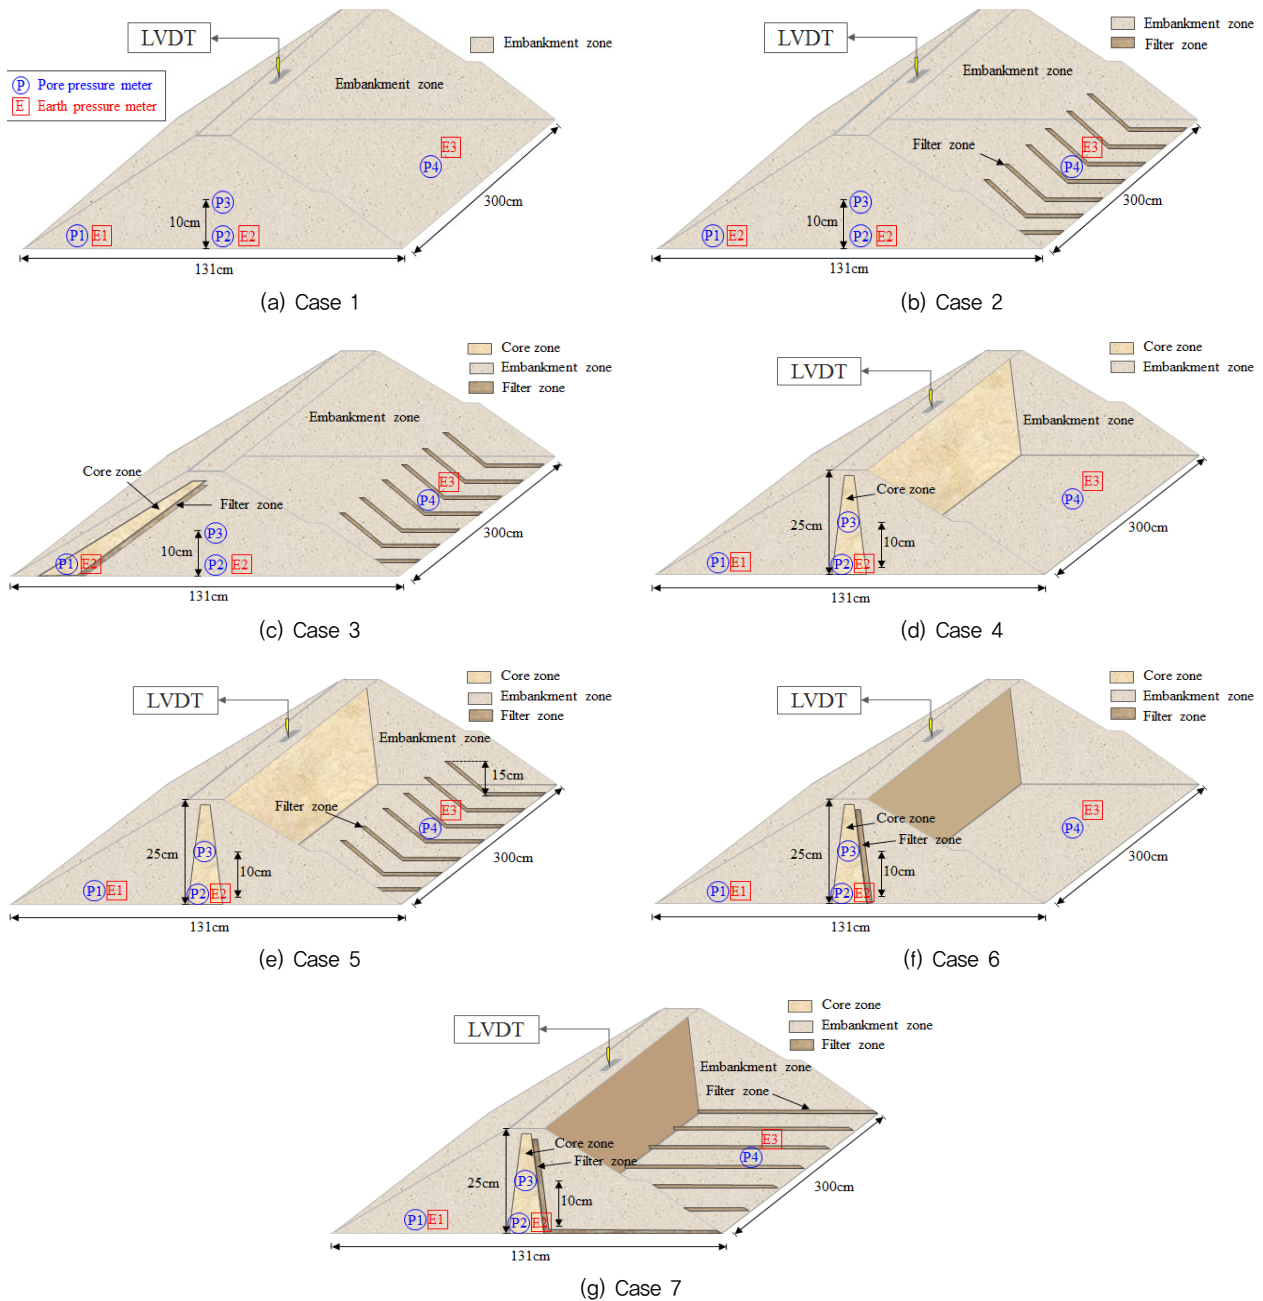 LVDT
Embankment zone
P Pore pressure meter
E Earth pressure meter
Embankment zone
E3
P4
P3
10cm
P1 E1
P2 E2
300cm
131cm
(a) Case 1
LVDT
Embankment zone
Filter zone
Embankment zone
Filter zone
E3
P4
P3
10cm
P1 E2
P2 E2
300cm
131cm
(b) Case 2
Core zone
Embankment zone
Filter zone
Embankment zone
Core zone
Filter zone
E3
P4
P3
10cm
P1 E2
P2 E2
300cm
131cm
(c) Case 3
LVDT
Core zone
Embankment zone
Embankment zone
Core zone
E3
P4
25cm
P3
10cm
P1 E1
P2 E2
300cm
131cm
(d) Case 4
LVDT
Core zone
Embankment zone
Filter zone
Embankment zone
15cm
Filter zone
E3
P4
25cm
P3
10cm
P1 E1
P2 E2
300cm
131cm
(e) Case 5
LVDT
Core zone
Embankment zone
Filter zone
Core zone
Filter zone
E3
P4
25cm
P3
10cm
P1 E1
P2 E2
300cm
131cm
(f) Case 6
LVDT
Core zone
Embankment zone
Filter zone
Embankment zone
Filter zone
Core zone
Filter zone
E3
P4
25cm
P3
10cm
P1 E1
P2 E2
300cm
131cm
(g) Case 7